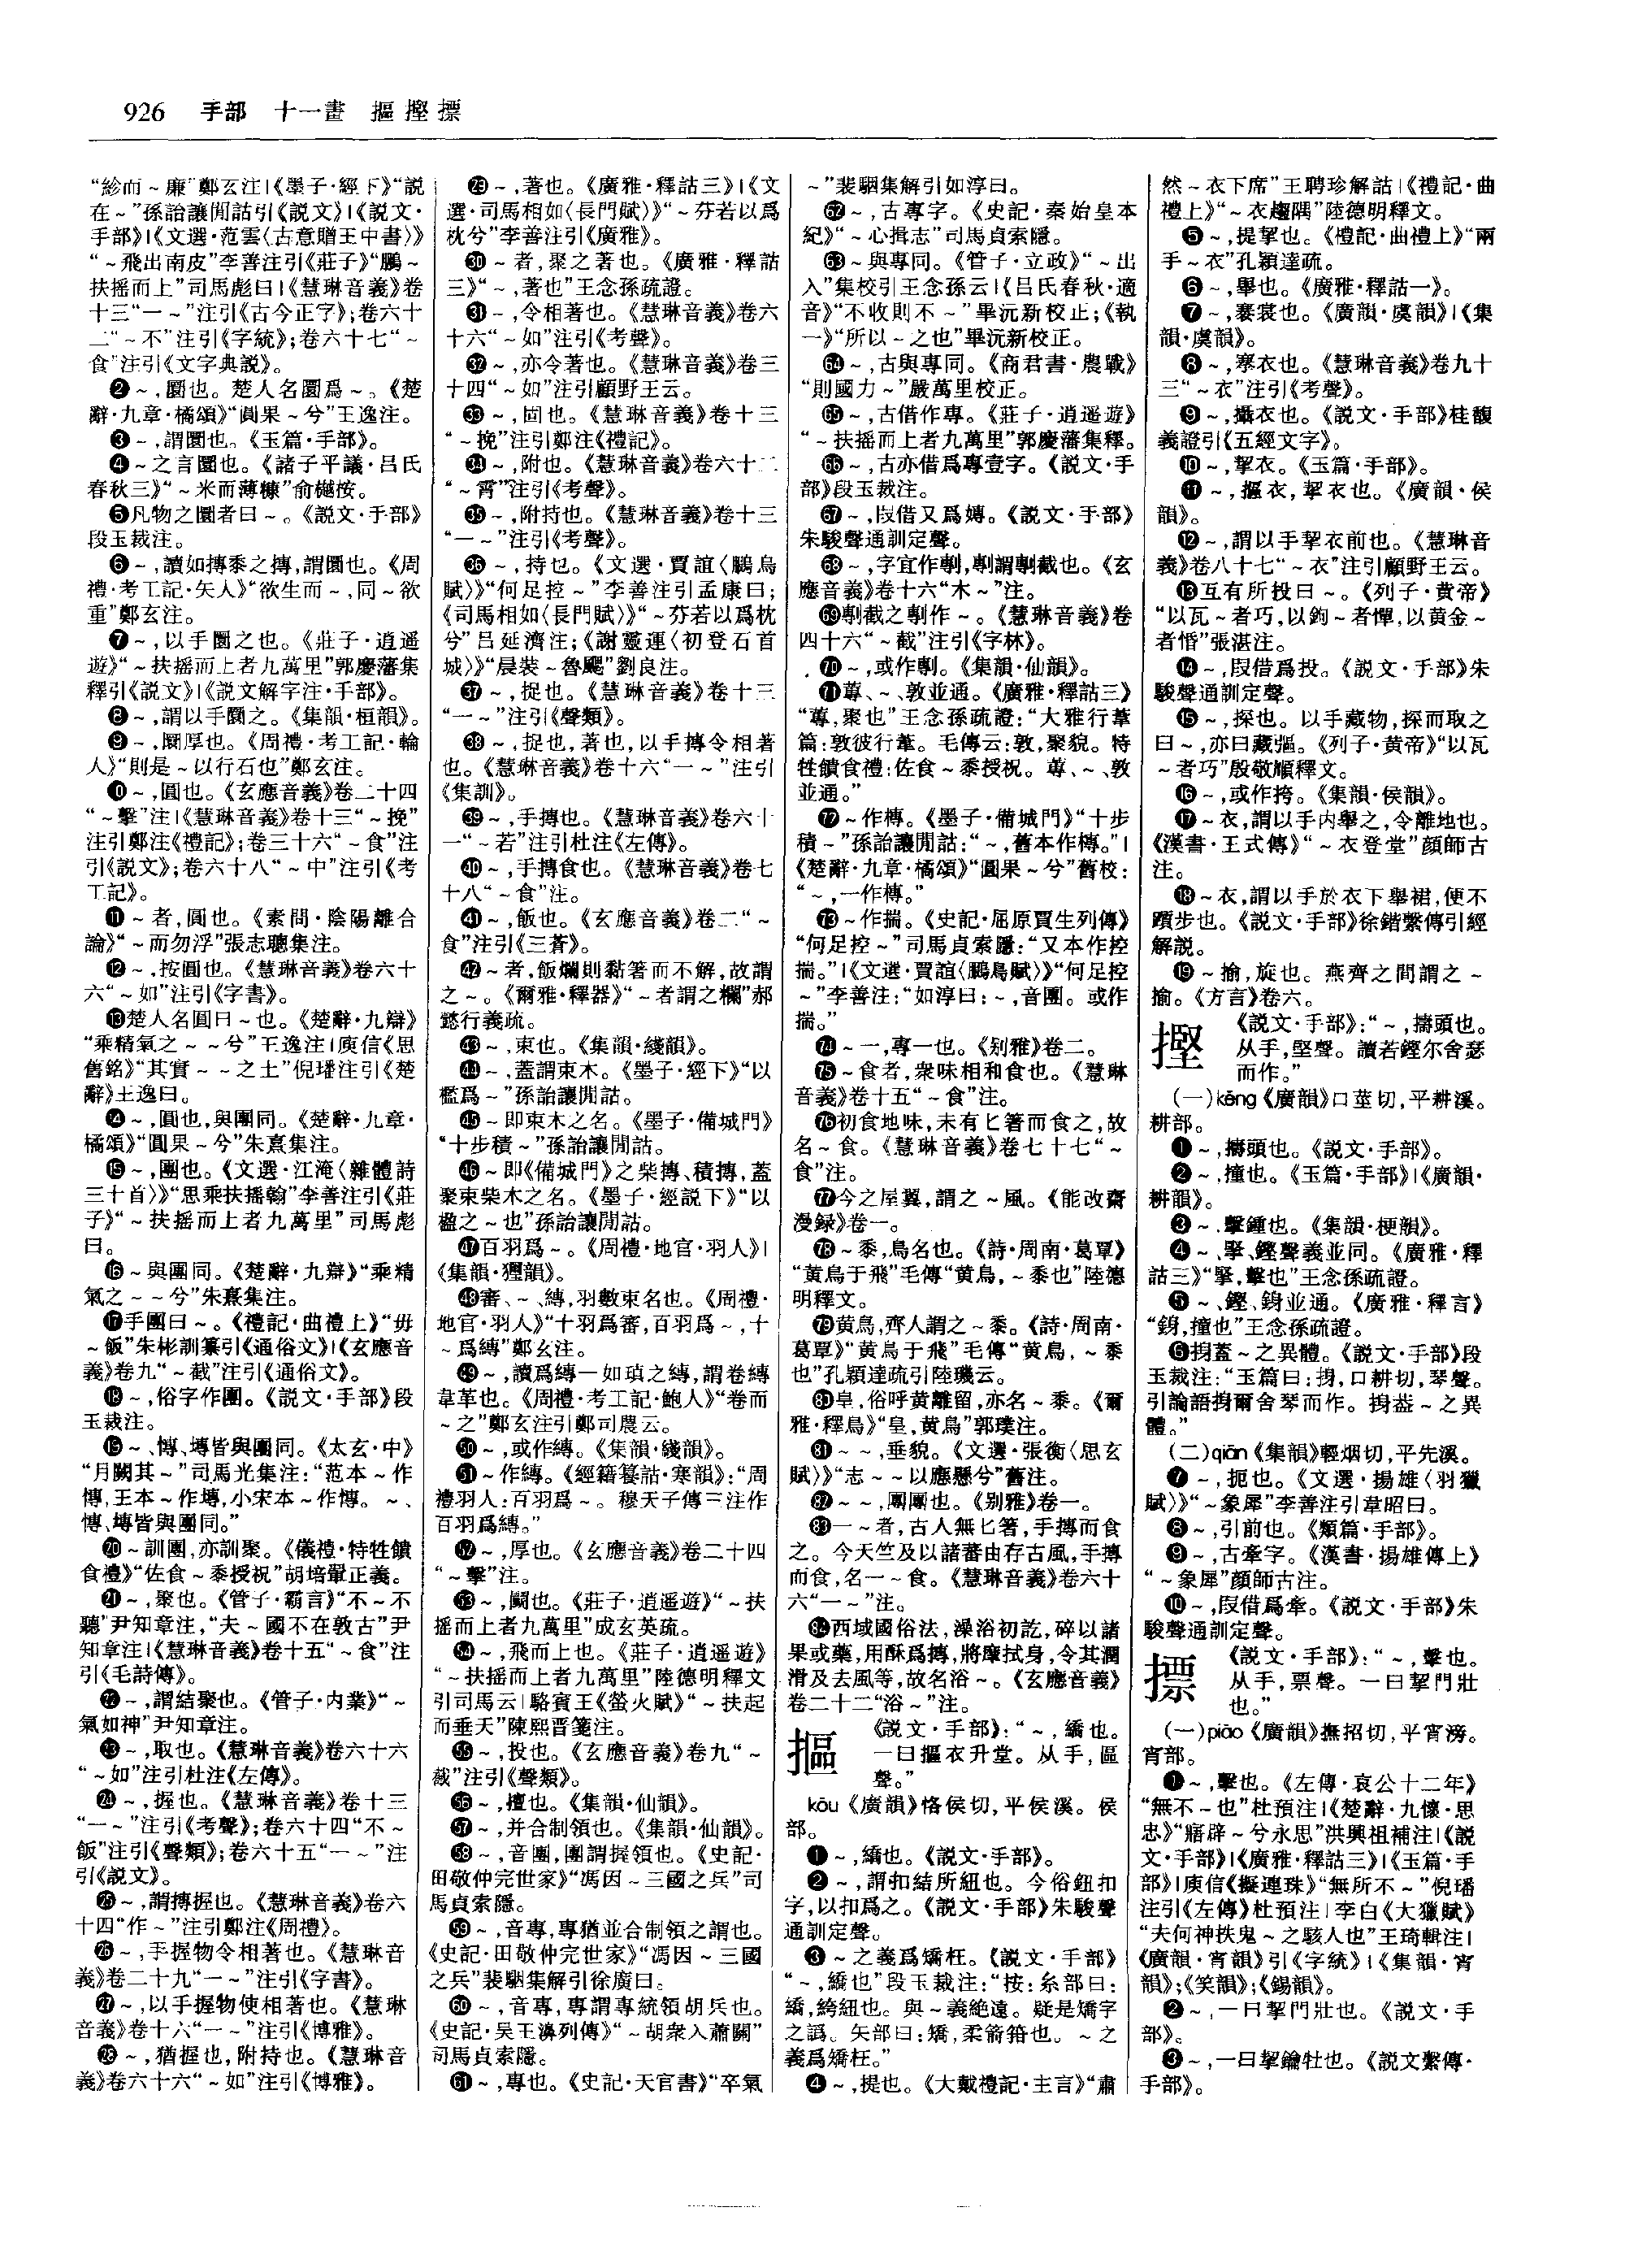 926 手部 十一畫 摳摼摽
“紾而～廉”鄭玄注|《墨子·經下》“説
在～”孫詒讓閒詁引《説文》|《説文·
手部》|《文選·范雲〈古意贈王中書〉》
“～飛出南皮”李善注引《莊子》“鵬～
扶摇而上”司馬彪曰|《慧琳音義》卷
十三“一～”注引《古今正字》;卷六十
二“～不”注引《字統》;卷六十七“～
食”注引《文字典説》。
❷～,圜也。楚人名圜爲～。《楚
辭·九章·橘頌》“圓果～兮”王逸注。
❸～,謂圜也。《玉篇·手部》。
❹～之言圜也。《諸子平議·吕氏
春秋三》“～米而薄糠”俞樾按。
❺凡物之圜者曰～。《説文·手部》
段玉裁注。
❻～,讀如摶黍之摶,謂圜也。《周
禮·考工記·矢人》“欲生而～,同～欲
重”鄭玄注。
❼～,以手圜之也。《莊子·逍遥
遊》“～扶摇而上者九萬里”郭慶藩集
釋引《説文》|《説文解字注·手部》。
❽～,謂以手圜之。《集韻·桓韻》。
❾～,圜厚也。《周禮·考工記·輪
人》“則是～以行石也”鄭玄注。
❿～,圓也。《玄應音義》卷二十四
“～擊”注|《慧琳音義》卷十三“～挽”
注引鄭注《禮記》;卷三十六“～食”注
引《説文》;卷六十八“～中”注引《考
工記》。
⓫～者,圓也。《素問·陰陽離合
論》“～而勿浮”張志聰集注。
⓬～,按圓也。《慧琳音義》卷六十
六“～如”注引《字書》。
⓭楚人名圓曰～也。《楚辭·九辯》
“乘精氣之～～兮”王逸注|庾信《思
舊銘》“其實～～之土”倪璠注引《楚
辭》王逸曰。
⓮～,圓也,與團同。《楚辭·九章·
橘頌》“圓果～兮”朱熹集注。
⓯～,團也。《文選·江淹〈雜體詩
三十首〉》“思乘扶摇翰”李善注引《莊
子》“～扶摇而上者九萬里”司馬彪
曰。
⓰～與團同。《楚辭·九辯》“乘精
氣之～～兮”朱熹集注。
⓱手團曰～。《禮記·曲禮上》“毋
～飯”朱彬訓纂引《通俗文》|《玄應音
義》卷九“～截”注引《通俗文》。
⓲～,俗字作團。《説文·手部》段
玉裁注。
⓳～、慱、塼皆與團同。《太玄·中》
“月闕其～”司馬光集注:“范本～作
慱,王本～作塼,小宋本～作慱。～、
慱、塼皆與團同。”
⓴～訓團,亦訓聚。《儀禮·特牲饋
食禮》“佐食～黍授祝”胡培翬正義。
㉑～,聚也。《管子·霸言》“不～不
聽”尹知章注,“夫～國不在敦古”尹
知章注|《慧琳音義》卷十五“～食”注
引《毛詩傳》。
㉒～,謂結聚也。《管子·内業》“～
氣如神”尹知章注。
㉓～,取也。《慧琳音義》卷六十六
“～如”注引杜注《左傳》。
㉔～,握也。《慧琳音義》卷十三
“一～”注引《考聲》;卷六十四“不～
飯”注引《聲類》;卷六十五“一～”注
引《説文》。
㉕～,謂摶握也。《慧琳音義》卷六
十四“作～”注引鄭注《周禮》。
㉖～,手握物令相著也。《慧琳音
義》卷二十九“一～”注引《字書》。
㉗～,以手握物使相著也。《慧琳
音義》卷十六“一～”注引《博雅》。
㉘～,猶握也,附持也。《慧琳音
義》卷六十六“～如”注引《博雅》。
㉙～,著也。《廣雅·釋詁三》|《文
選·司馬相如〈長門賦〉》“～芬若以爲
枕兮”李善注引《廣雅》。
㉚～者,聚之著也。《廣雅·釋詁
三》“～,著也”王念孫疏證。
㉛～,令相著也。《慧琳音義》卷六
十六“～如”注引《考聲》。
㉜～,亦令著也。《慧琳音義》卷三
十四“～如”注引顧野王云。
㉝～,固也。《慧琳音義》卷十三
“～挽”注引鄭注《禮記》。
㉞～,附也。《慧琳音義》卷六十二
“～霄”注引《考聲》。
㉟～,附持也。《慧琳音義》卷十三
“一～”注引《考聲》。
㊱～,持也。《文選·賈誼〈鵩鳥
賦〉》“何足控～”李善注引孟康曰;
《司馬相如〈長門賦〉》“～芬若以爲枕
兮”吕延濟注;《謝靈運〈初登石首
城〉》“晨裝～魯颸”劉良注。
㊲～,捉也。《慧琳音義》卷十三
“一～”注引《聲類》。
㊳～,捉也,著也,以手摶令相著
也。《慧琳音義》卷十六“一～”注引
《集訓》。
㊴～,手摶也。《慧琳音義》卷六十
一“～若”注引杜注《左傳》。
㊵～,手摶食也。《慧琳音義》卷七
十八“～食”注。
㊶～,飯也。《玄應音義》卷二“～
食”注引《三蒼》。
㊷～者,飯爛則黏箸而不解,故謂
之～。《爾雅·釋器》“～者謂之糷”郝
懿行義疏。
㊸～,束也。《集韻·綫韻》。
㊹～,蓋謂束木。《墨子·經下》“以
檻爲～”孫詒讓閒詁。
㊺～即束木之名。《墨子·備城門》
“十步積～”孫詒讓閒詁。
㊻～即《備城門》之柴摶、積摶,蓋
聚束柴木之名。《墨子·經説下》“以
楹之～也”孫詒讓閒詁。
㊼百羽爲～。《周禮·地官·羽人》|
《集韻·獮韻》。
㊽審、～、縳,羽數束名也。《周禮·
地官·羽人》“十羽爲審,百羽爲～,十
～爲縳”鄭玄注。
㊾～,讀爲縳一如瑱之縳,謂卷縳
韋革也。《周禮·考工記·鮑人》“卷而
～之”鄭玄注引鄭司農云。
㊿～,或作縳。《集韻·綫韻》。
51～作縳。《經籍籑詁·寒韻》:“周
禮羽人:百羽爲～。穆天子傳三注作
百羽爲縳。”
52～,厚也。《玄應音義》卷二十四
“～擊”注。
53～,鬭也。《莊子·逍遥遊》“～扶
摇而上者九萬里”成玄英疏。
54～,飛而上也。《莊子·逍遥遊》
“～扶摇而上者九萬里”陸德明釋文
引司馬云|駱賓王《螢火賦》“～扶起
而垂天”陳熙晋箋注。
55～,投也。《玄應音義》卷九“～
截”注引《聲類》。
56～,擅也。《集韻·仙韻》。
57～,并合制領也。《集韻·仙韻》。
58～,音團,團謂握領也。《史記·
田敬仲完世家》“馮因～三國之兵”司
馬貞索隱。
59～,音專,專猶並合制領之謂也。
《史記·田敬仲完世家》“馮因～三國
之兵”裴駰集解引徐廣曰。
60～,音專,專謂專統領胡兵也。
《史記·吴王濞列傳》“～胡衆入蕭關”
司馬貞索隱。
61～,專也。《史記·天官書》“卒氣
～”裴駰集解引如淳曰。
62～,古專字。《史記·秦始皇本
紀》“～心揖志”司馬貞索隱。
63～與專同。《管子·立政》“～出
入”集校引王念孫云|《吕氏春秋·適
音》“不收則不～”畢沅新校正;《執
一》“所以～之也”畢沅新校正。
64～,古與專同。《商君書·農戰》
“則國力～”嚴萬里校正。
65～,古借作專。《莊子·逍遥遊》
“～扶摇而上者九萬里”郭慶藩集釋。
66～,古亦借爲專壹字。《説文·手
部》段玉裁注。
67～,叚借又爲嫥。《説文·手部》
朱駿聲通訓定聲。
68～,字宜作剸,剸謂剸截也。《玄
應音義》卷十六“木～”注。
69剸截之剸作～。《慧琳音義》卷
四十六“～截”注引《字林》。
70～,或作剸。《集韻·仙韻》。
71蓴、～、敦並通。《廣雅·釋詁三》
“蓴,聚也”王念孫疏證:“大雅行葦
篇:敦彼行葦。毛傳云:敦,聚貌。特
牲饋食禮:佐食～黍授祝。蓴、～、敦
並通。”
72～作槫。《墨子·備城門》“十步
積～”孫詒讓閒詁:“～,舊本作槫。”|
《楚辭·九章·橘頌》“圓果～兮”舊校:
“～,一作槫。”
73～作揣。《史記·屈原賈生列傳》
“何足控～”司馬貞索隱:“又本作控
揣。”|《文選·賈誼〈鵩鳥賦〉》“何足控
～”李善注:“如淳曰:～,音團。或作
揣。”
74～一,專一也。《别雅》卷二。
75～食者,衆味相和食也。《慧琳
音義》卷十五“～食”注。
76初食地味,未有匕箸而食之,故
名～食。《慧琳音義》卷七十七“～
食”注。
77今之屋翼,謂之～風。《能改齋
漫録》卷一。
78～黍,鳥名也。《詩·周南·葛覃》
“黄鳥于飛”毛傳“黄鳥,～黍也”陸德
明釋文。
79黄鳥,齊人謂之～黍。《詩·周南·
葛覃》“黄鳥于飛”毛傳“黄鳥,～黍
也”孔穎達疏引陸璣云。
80皇,俗呼黄離留,亦名～黍。《爾
雅·釋鳥》“皇,黄鳥”郭璞注。
81～～,垂貌。《文選·張衡〈思玄
賦〉》“志～～以應懸兮”舊注。
82～～,團團也。《别雅》卷一。
83一～者,古人無匕箸,手摶而食
之。今天竺及以諸蕃由存古風,手摶
而食,名一～食。《慧琳音義》卷六十
六“一～”注。
84西域國俗法,澡浴初訖,碎以諸
果或藥,用酥爲摶,將摩拭身,令其潤
滑及去風等,故名浴～。《玄應音義》
卷二十二“浴～”注。
摳
《説文·手部》:“～,繑也。
一曰摳衣升堂。从手,區
聲。”
kōu《廣韻》恪侯切,平侯溪。侯
部。
❶～,繑也。《説文·手部》。
❷～,謂扣結所紐也。今俗鈕扣
字,以扣爲之。《説文·手部》朱駿聲
通訓定聲。
❸～之義爲矯枉。《説文·手部》
“～,繑也”段玉裁注:“按:糸部曰:
繑,絝紐也。與～義絶遠。疑是矯字
之譌。矢部曰:矯,柔箭箝也。～之
義爲矯枉。”
❹～,提也。《大戴禮記·主言》“肅
然～衣下席”王聘珍解詁|《禮記·曲
禮上》“～衣趨隅”陸德明釋文。
❺～,提挈也。《禮記·曲禮上》“兩
手～衣”孔穎達疏。
❻～,舉也。《廣雅·釋詁一》。
❼～,褰裳也。《廣韻·虞韻》|《集
韻·虞韻》。
❽～,褰衣也。《慧琳音義》卷九十
三“～衣”注引《考聲》。
❾～,攝衣也。《説文·手部》桂馥
義證引《五經文字》。
❿～,挈衣。《玉篇·手部》。
⓫～,摳衣,挈衣也。《廣韻·侯
韻》。
⓬～,謂以手挈衣前也。《慧琳音
義》卷八十七“～衣”注引顧野王云。
⓭互有所投曰～。《列子·黄帝》
“以瓦～者巧,以鉤～者憚,以黄金～
者惛”張湛注。
⓮～,叚借爲投。《説文·手部》朱
駿聲通訓定聲。
⓯～,探也。以手藏物,探而取之
曰～,亦曰藏彄。《列子·黄帝》“以瓦
～者巧”殷敬順釋文。
⓰～,或作挎。《集韻·侯韻》。
⓱～衣,謂以手内舉之,令離地也。
《漢書·王式傳》“～衣登堂”顔師古
注。
⓲～衣,謂以手於衣下舉裙,使不
躓步也。《説文·手部》徐鍇繫傳引經
解説。
⓳～揄,旋也。燕齊之間謂之～
揄。《方言》卷六。
摼
《説文·手部》:“～,擣頭也。
从手,堅聲。讀若鏗尔舍瑟
而作。”
(一)kēng《廣韻》口莖切,平耕溪。
耕部。
❶～,擣頭也。《説文·手部》。
❷～,撞也。《玉篇·手部》|《廣韻·
耕韻》。
❸～,擊鍾也。《集韻·梗韻》。
❹～、掔、鏗聲義並同。《廣雅·釋
詁三》“掔,擊也”王念孫疏證。
❺～、鏗、銵並通。《廣雅·釋言》
“銵,撞也”王念孫疏證。
❻揈蓋～之異體。《説文·手部》段
玉裁注:“玉篇曰:揈,口耕切,琴聲。
引論語揈爾舍琴而作。揈葢～之異
體。”
(二)qiān《集韻》輕烟切,平先溪。
❼～,扼也。《文選·揚雄〈羽獵
賦〉》“～象犀”李善注引韋昭曰。
❽～,引前也。《類篇·手部》。
❾～,古牽字。《漢書·揚雄傳上》
“～象犀”顔師古注。
❿～,叚借爲牽。《説文·手部》朱
駿聲通訓定聲。
摽
《説文·手部》:“～,擊也。
从手,票聲。一曰挈門壯
也。”
(一)piāo《廣韻》撫招切,平宵滂。
宵部。
❶～,擊也。《左傳·哀公十二年》
“無不～也”杜預注|《楚辭·九懷·思
忠》“寤辟～兮永思”洪興祖補注|《説
文·手部》|《廣雅·釋詁三》|《玉篇·手
部》|庾信《擬連珠》“無所不～”倪璠
注引《左傳》杜預注|李白《大獵賦》
“夫何神抶鬼～之駭人也”王琦輯注|
《廣韻·宵韻》引《字統》|《集韻·宵
韻》;《笑韻》;《錫韻》。
❷～,一曰挈門壯也。《説文·手
部》。
❸～,一曰挈鑰牡也。《説文繫傳·
手部》。